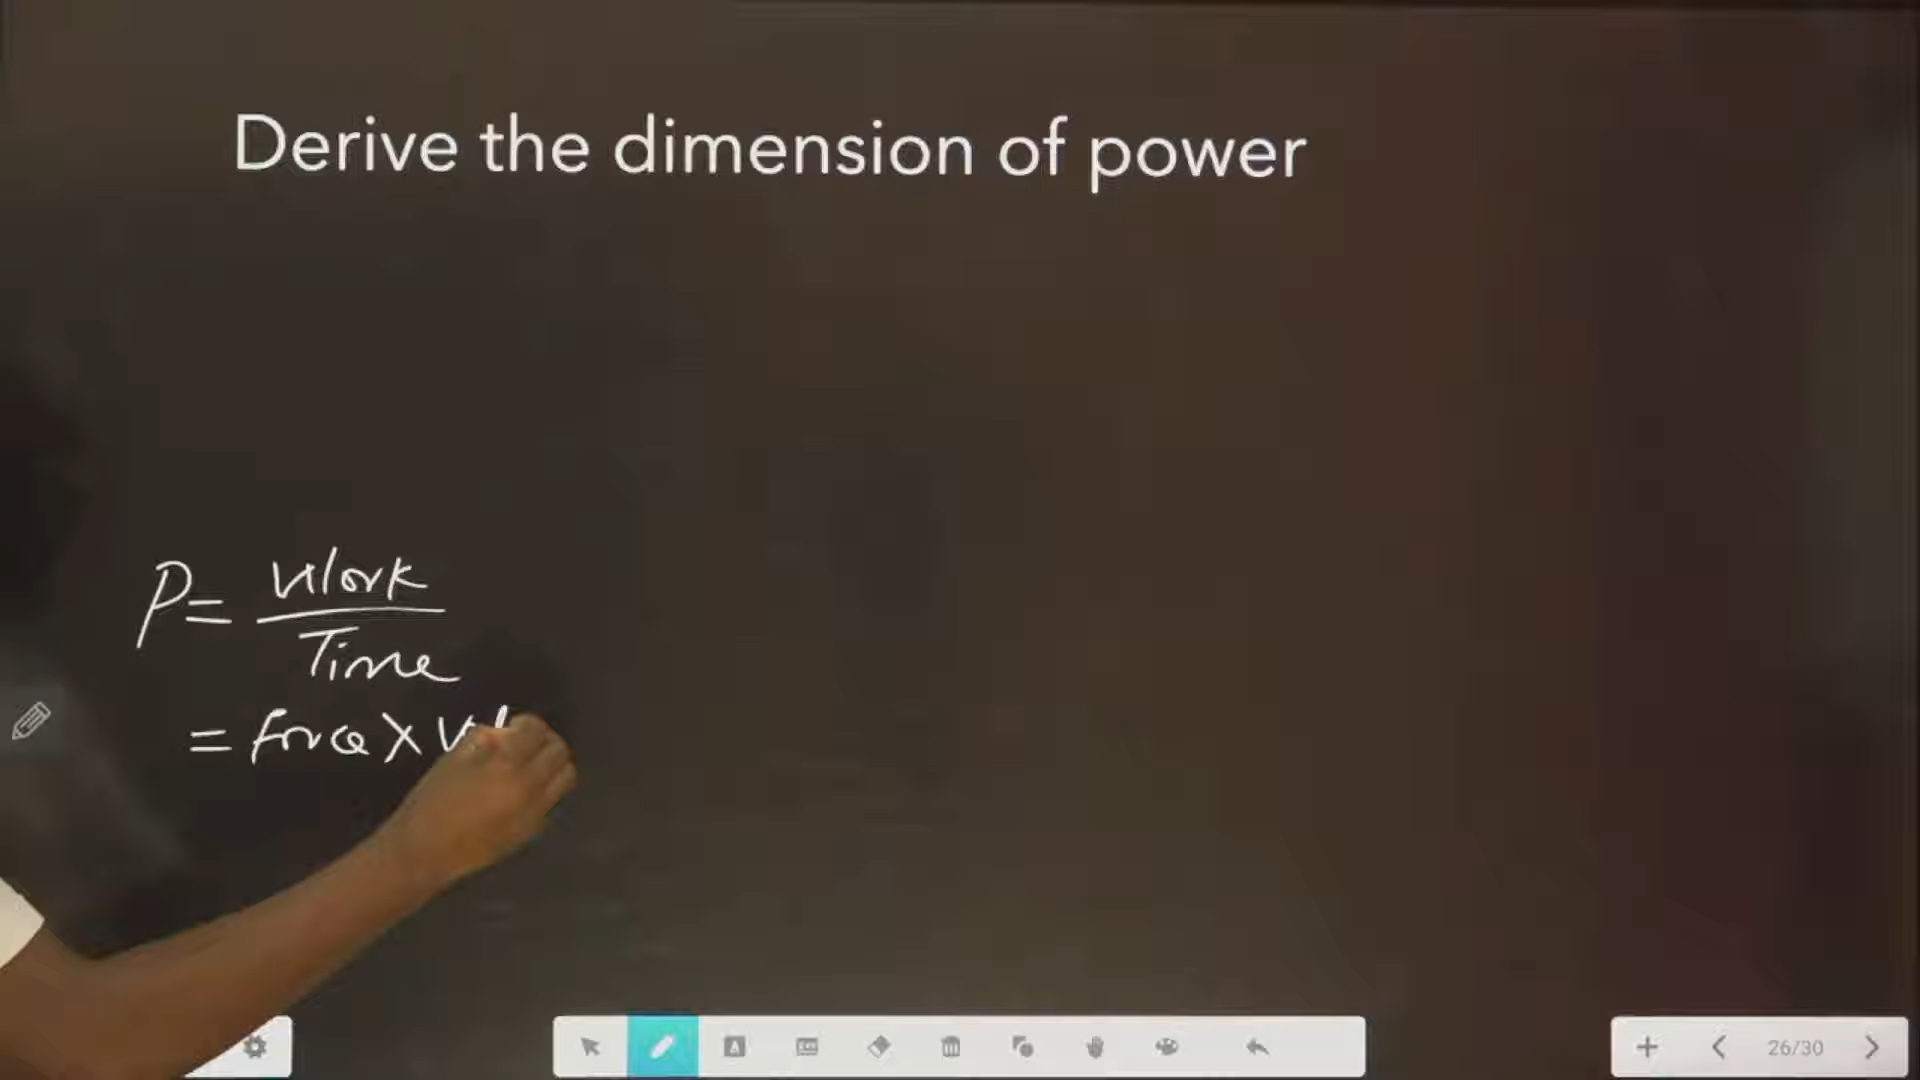 Derive the dimension of power
P = Work
Time
= Force X
26/30